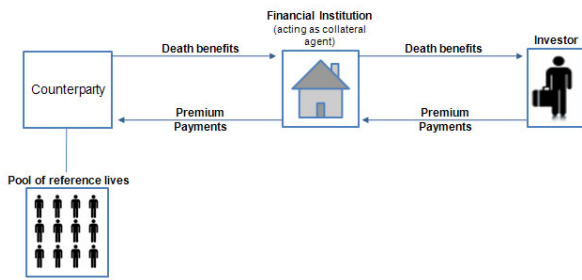 Financial Institution
(acting as collateral
agent)
Investor
Death benefits
Death benefits
Counterparty
Premium
Payments
Premium
Payments
Pool of reference lives